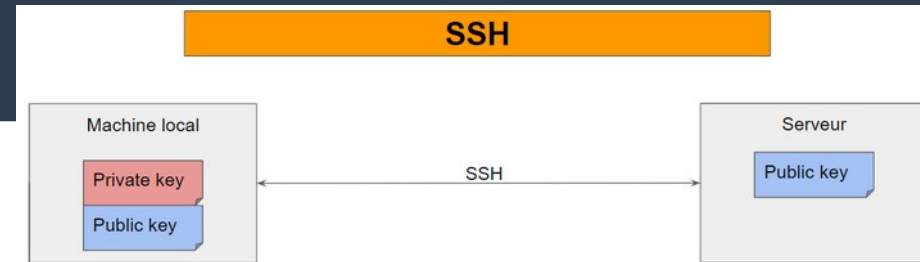 SSH
Machine local
Private key
Public key
SSH
Serveur
Public key